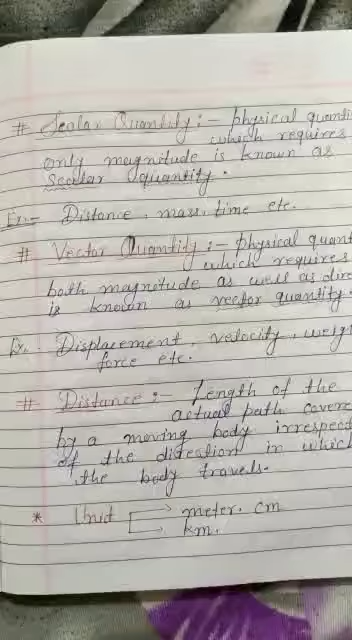 # Scalar Quantity :- physical quanti
which requires
only magnitude is known as
Scalar quantity.
Ex:- Distance, mass, time etc.
# Vector Quantity :- physical quant
which requires
both magnitude as well as dire
is known as vector quantity.
Ex. Displacement, velocity, weigh
force etc.
# Distance :- Length of the
actual path covere
by a moving body irrespec
of the direction in which
the body travels.
* Unit → meter. cm
→ km.